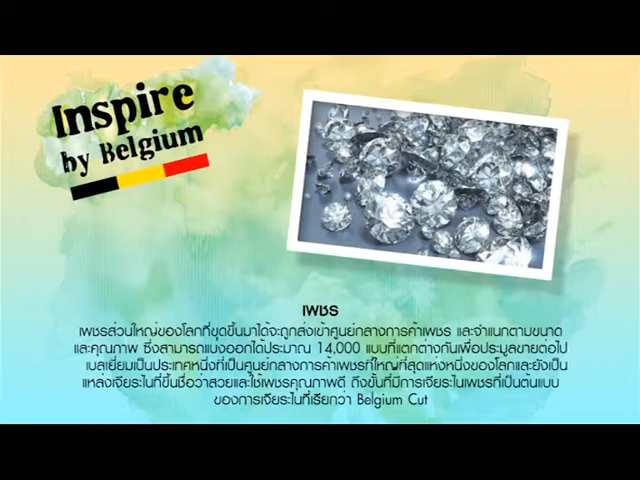 Inspire
by Belgium
เพชร
เพชรส่วนใหญ่ของโลกที่ขุดขึ้นมาได้จะถูกส่งเข้าศูนย์กลางการค้าเพชร และจำแนกตามขนาด
และคุณภาพ ซึ่งสามารถแบ่งออกได้ประมาณ 14,000 แบบที่แตกต่างกันเพื่อประมูลขายต่อไป
เบลเยี่ยมเป็นประเทศหนึ่งที่เป็นศูนย์กลางการค้าเพชรที่ใหญ่ที่สุดแห่งหนึ่งของโลกและยังเป็น
แหล่งเจียระไนที่ขึ้นชื่อว่าสวยและใช้เพชรคุณภาพดี ถึงขั้นที่มีการเจียระไนเพชรที่เป็นต้นแบบ
ของการเจียระไนที่เรียกว่า Belgium Cut